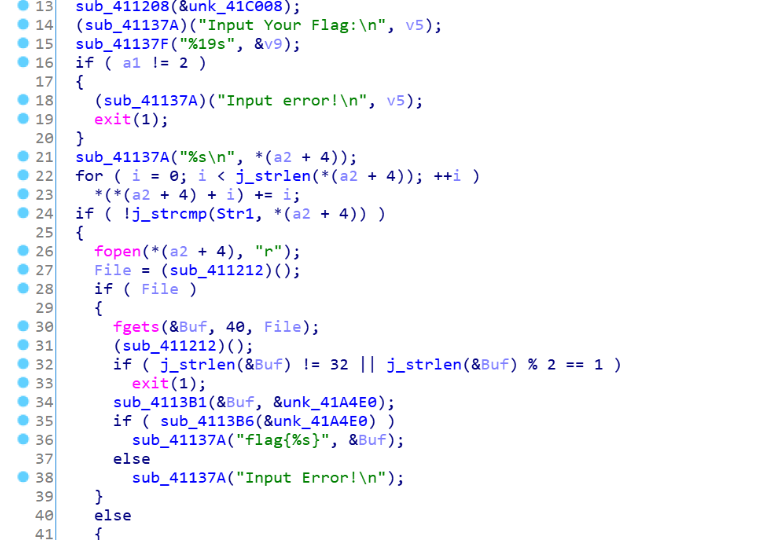 13 sub_411208(&unk_41C008);
14 (sub_41137A)("Input Your Flag:\n", v5);
15 sub_41137F("%19s", &v9);
16 if ( a1 != 2 )
17 {
18 (sub_41137A)("Input error!\n", v5);
19 exit(1);
20 }
21 sub_41137A("%s\n", *(a2 + 4));
22 for ( i = 0; i < j_strlen(*(a2 + 4)); ++i )
23 *(*(a2 + 4) + i) += i;
24 if ( !j_strcmp(Str1, *(a2 + 4)) )
25 {
26 fopen(*(a2 + 4), "r");
27 File = (sub_411212)();
28 if ( File )
29 {
30 fgets(&Buf, 40, File);
31 (sub_411212)();
32 if ( j_strlen(&Buf) != 32 || j_strlen(&Buf) % 2 == 1 )
33 exit(1);
34 sub_4113B1(&Buf, &unk_41A4E0);
35 if ( sub_4113B6(&unk_41A4E0) )
36 sub_41137A("flag{%s}", &Buf);
37 else
38 sub_41137A("Input Error!\n");
39 }
40 else
41 {